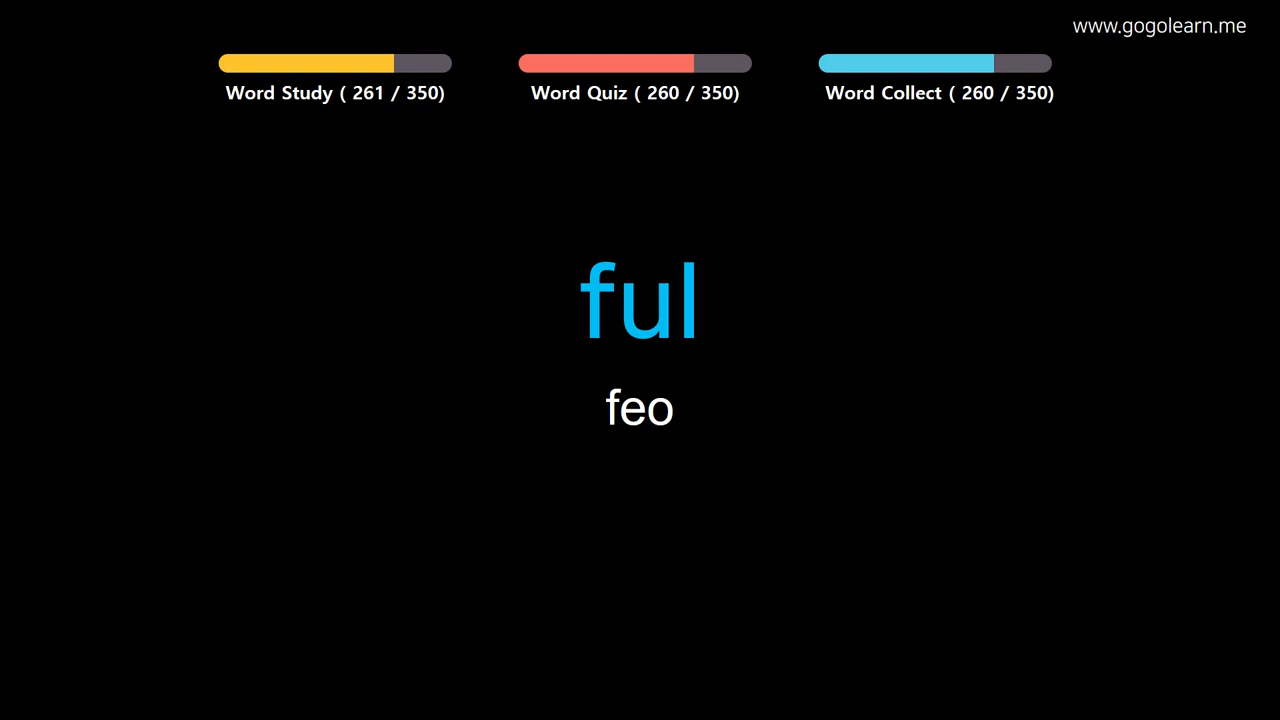 www.gogolearn.me
Word Study ( 261 / 350)
Word Quiz ( 260 / 350)
Word Collect ( 260 / 350)
ful
feo